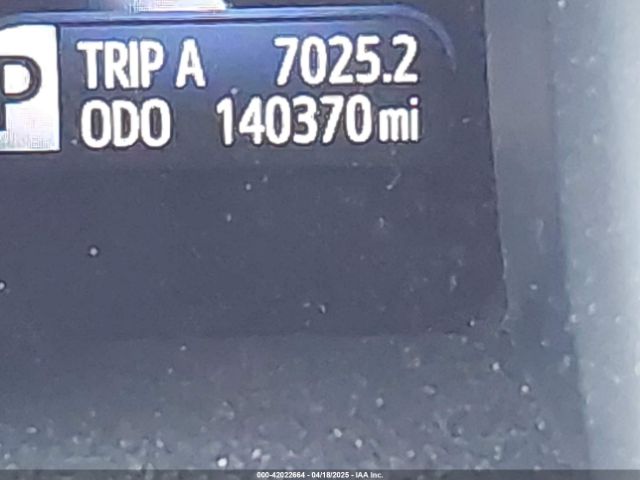 P
TRIP A 7025.2
ODO 140370 mi
000-42022664 - 04/18/2025 - IAA Inc.